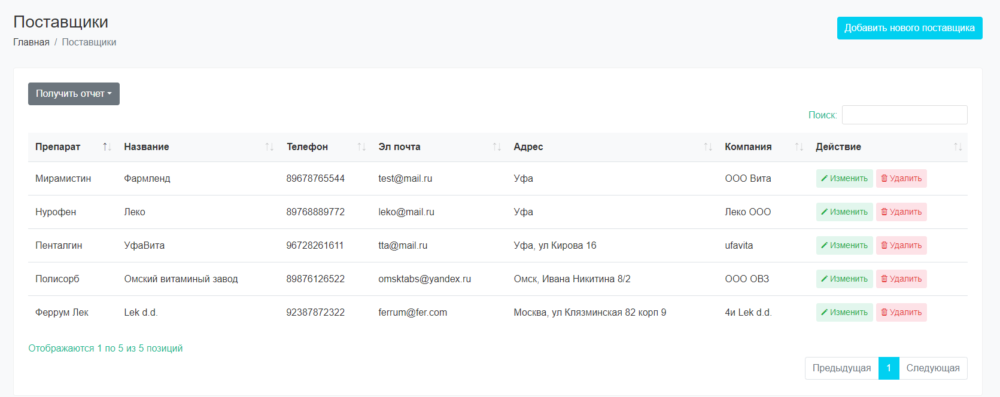 Поставщики
Добавить нового поставщика
Главная / Поставщики
Получить отчет
Поиск:
Препарат Название Телефон Эл почта Адрес Компания Действие
Мирамистин Фармленд 89678765544 test@mail.ru Уфа ООО Вита Изменить Удалить
Нурофен Леко 89768889772 leko@mail.ru Уфа Леко ООО Изменить Удалить
Пенталгин УфаВита 96728261611 tta@mail.ru Уфа, ул Кирова 16 ufavita Изменить Удалить
Полисорб Омский витаминый завод 89876126522 omsktabs@yandex.ru Омск, Ивана Никитина 8/2 ООО ОВЗ Изменить Удалить
Феррум Лек Lek d.d. 92387872322 ferrum@fer.com Москва, ул Клязминская 82 корп 9 4и Lek d.d. Изменить Удалить
Отображаются 1 по 5 из 5 позиций
Предыдущая 1 Следующая